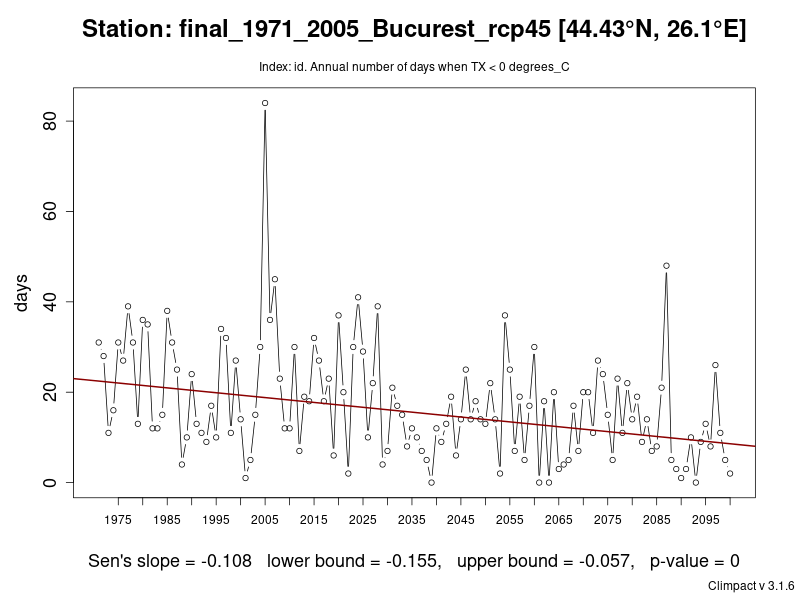 Station: final_1971_2005_Bucurest_rcp45 [44.43°N, 26.1°E]
Index: id. Annual number of days when TX < 0 degrees_C
80
60
40
20
0
days
1975 1985 1995 2005 2015 2025 2035 2045 2055 2065 2075 2085 2095
Sen's slope = -0.108 lower bound = -0.155, upper bound = -0.057, p-value = 0
Climpact v 3.1.6